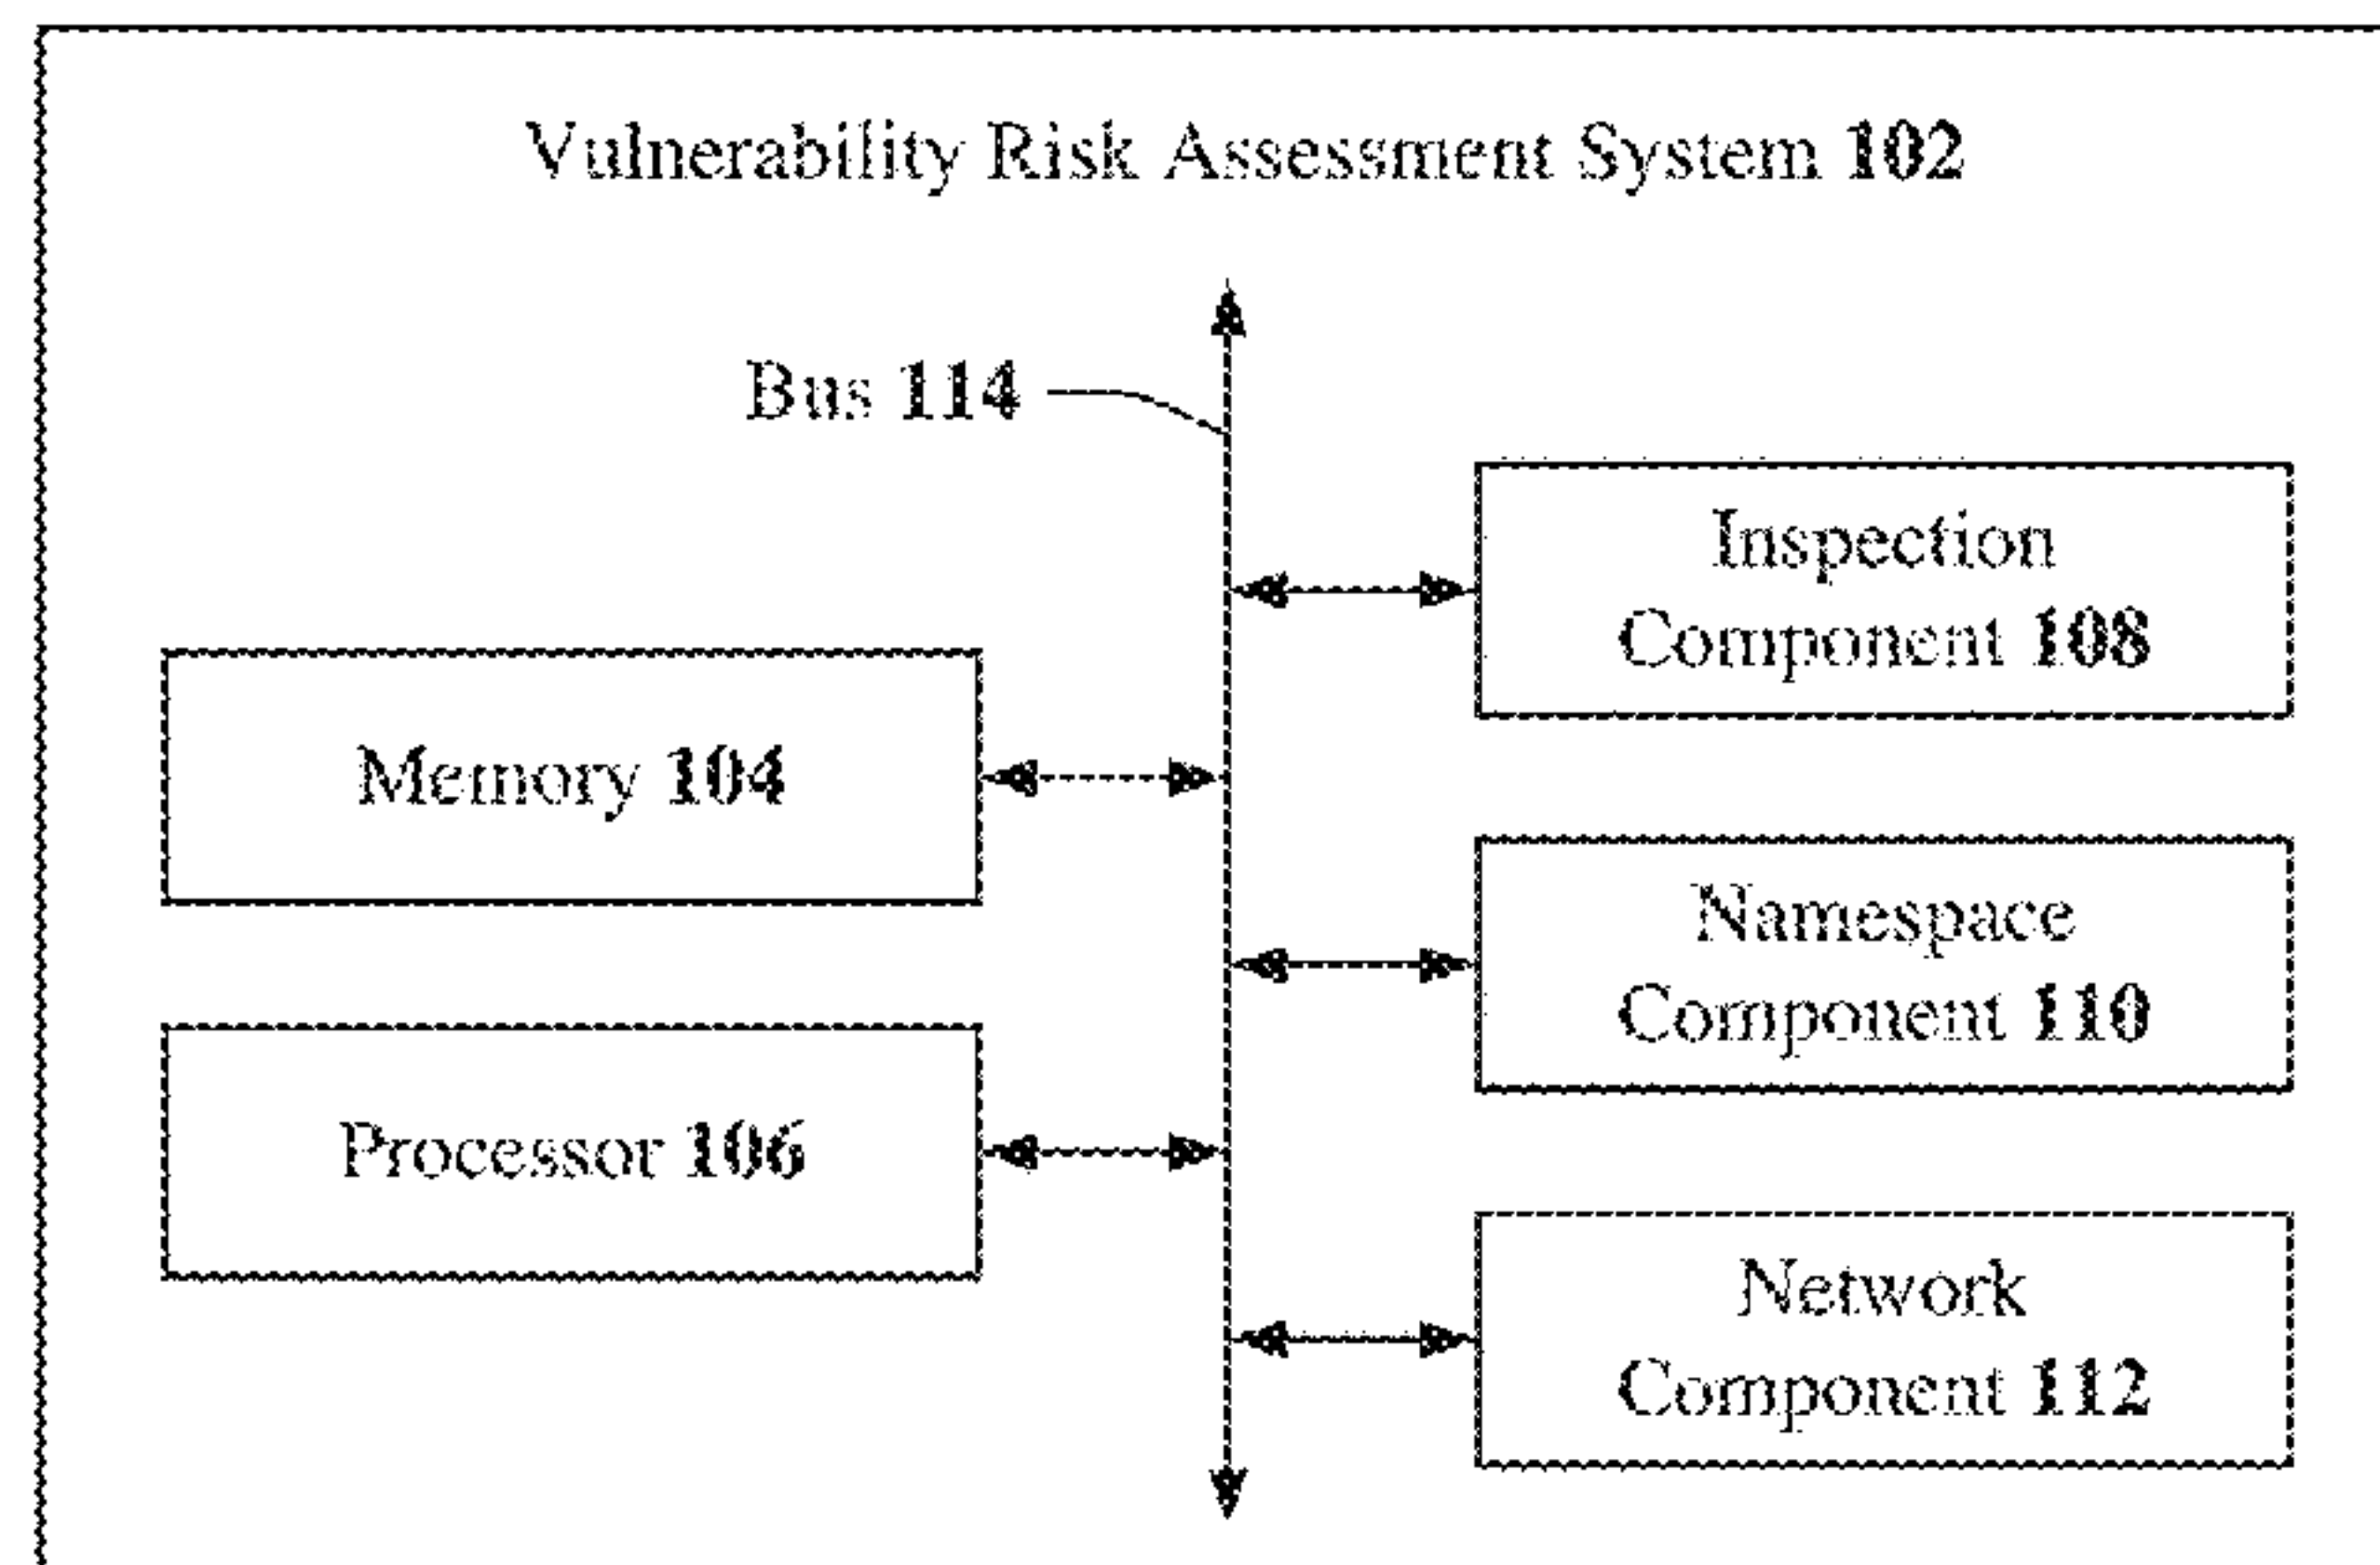 Vulnerability Risk Assessment System 102
Bus 114
Inspection
Component 108
Memory 104
Namespace
Component 110
Processor 106
Network
Component 112